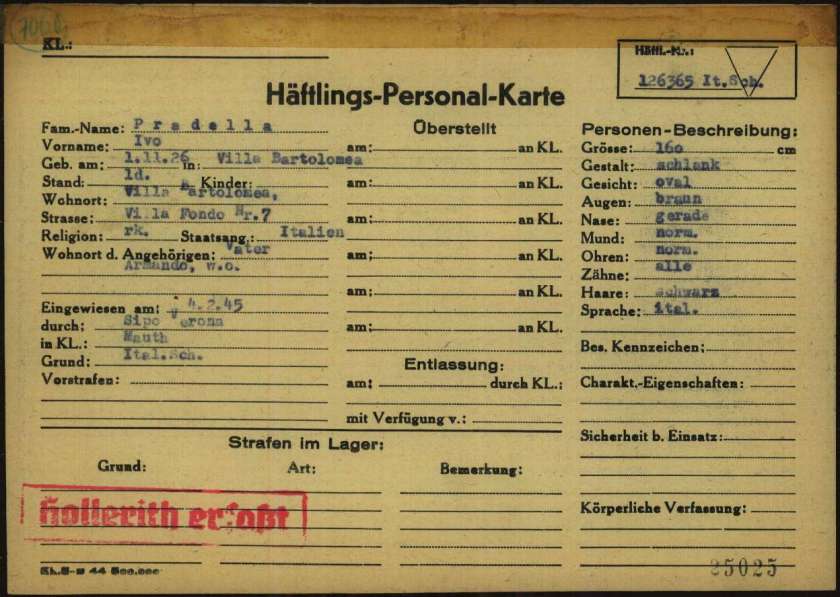 KL.:
Häftl.-Nr.:
126365 It.Sch.
Häftlings-Personal-Karte
Fam.-Name: Pradella
Vorname: Ivo
Geb. am: 1.11.26 in: Villa Bartolomea
Stand: ld. Kinder:
Wohnort: Villa Bartolomea,
Strasse: Villa Fondo Nr.7
Religion: rk. Staatsang.: Italien
Wohnort d. Angehörigen: Vater
Armando, w.o.
Eingewiesen am: 4.2.45
durch: Sipo Verona
in KL.: Mauth
Grund: Ital.Sch.
Vorstrafen:
Überstellt
am: an KL.
am: an KL.
am: an KL.
am: an KL.
am: an KL.
am: an KL.
Entlassung:
am: durch KL.:
mit Verfügung v.:
Personen-Beschreibung:
Grösse: 160 cm
Gestalt: schlank
Gesicht: oval
Augen: braun
Nase: gerade
Mund: norm.
Ohren: norm.
Zähne: alle
Haare: schwarz
Sprache: ital.
Bes. Kennzeichen:
Charakt.-Eigenschaften:
Sicherheit b. Einsatz:
Körperliche Verfassung:
Strafen im Lager:
Grund: Art: Bemerkung:
Hollerith erfaßt
25025